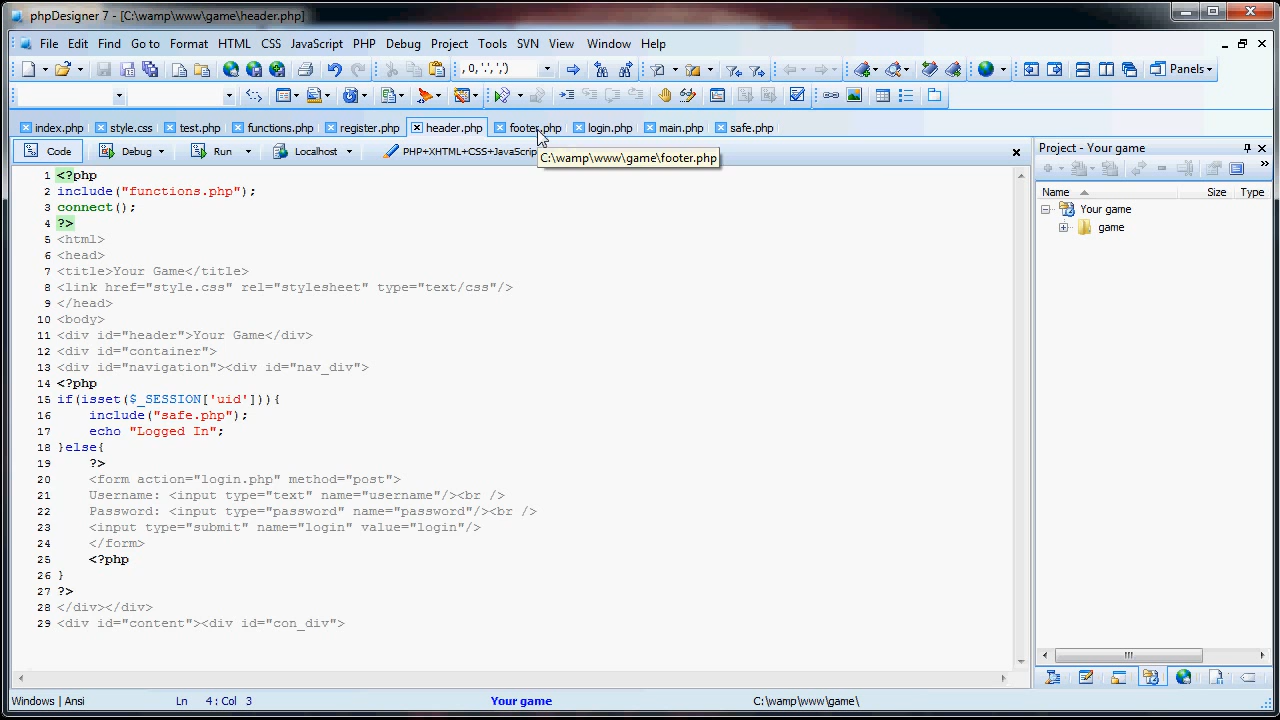 phpDesigner 7 - [C:\wamp\www\game\header.php]
File Edit Find Go to Format HTML CSS JavaScript PHP Debug Project Tools SVN View Window Help
, 0, '.', ',')
Panels
index.php style.css test.php functions.php register.php header.php footer.php login.php main.php safe.php
Code Debug Run Localhost PHP+XHTML+CSS+JavaScrip
C:\wamp\www\game\footer.php
1 <?php
2 include("functions.php");
3 connect();
4 ?>
5 <html>
6 <head>
7 <title>Your Game</title>
8 <link href="style.css" rel="stylesheet" type="text/css"/>
9 </head>
10 <body>
11 <div id="header">Your Game</div>
12 <div id="container">
13 <div id="navigation"><div id="nav_div">
14 <?php
15 if(isset($_SESSION['uid'])){
16     include("safe.php");
17     echo "Logged In";
18 }else{
19     ?>
20     <form action="login.php" method="post">
21     Username: <input type="text" name="username"/><br />
22     Password: <input type="password" name="password"/><br />
23     <input type="submit" name="login" value="login"/>
24     </form>
25     <?php
26 }
27 ?>
28 </div></div>
29 <div id="content"><div id="con_div">
Project - Your game
Name Size Type
Your game
game
Windows | Ansi Ln 4 : Col 3 Your game C:\wamp\www\game\